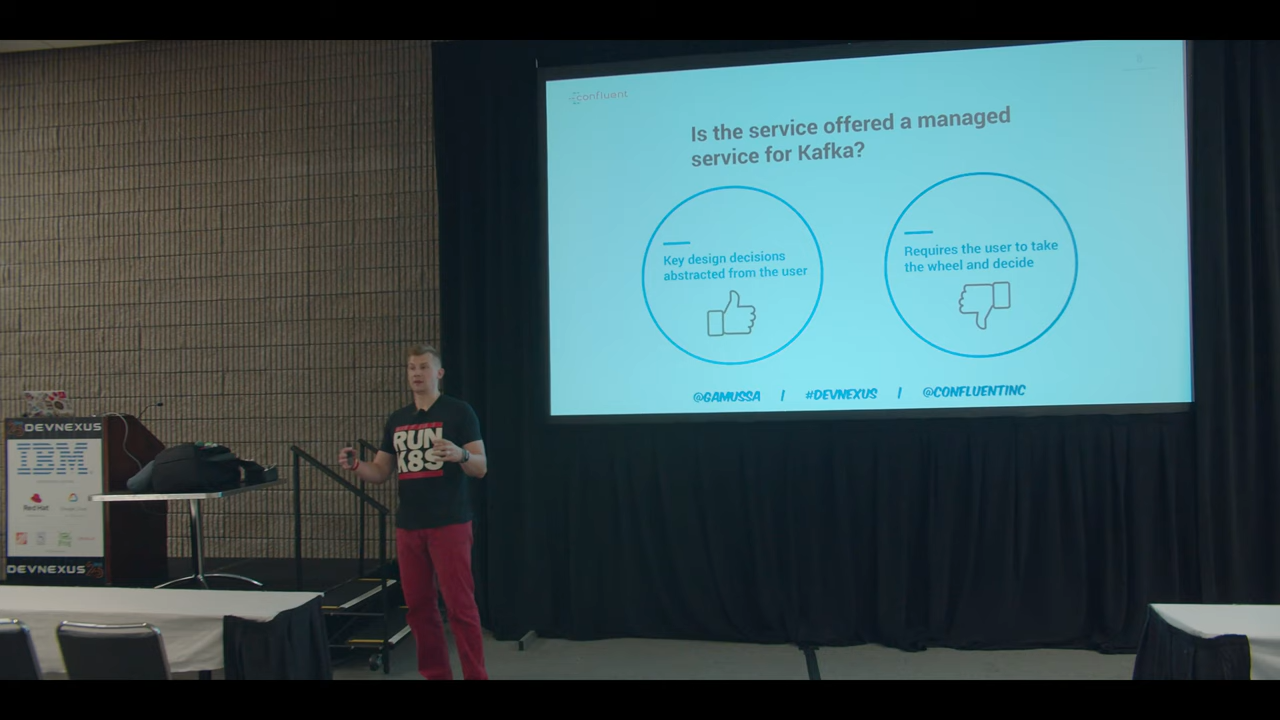 confluent
Is the service offered a managed
service for Kafka?
Key design decisions
abstracted from the user
Requires the user to take
the wheel and decide
@GAMUSSA / #DEVNEXUS / @CONFLUENTINC
RUN
K8S
DEVNEXUS
IBM
Red Hat
DEVNEXUS